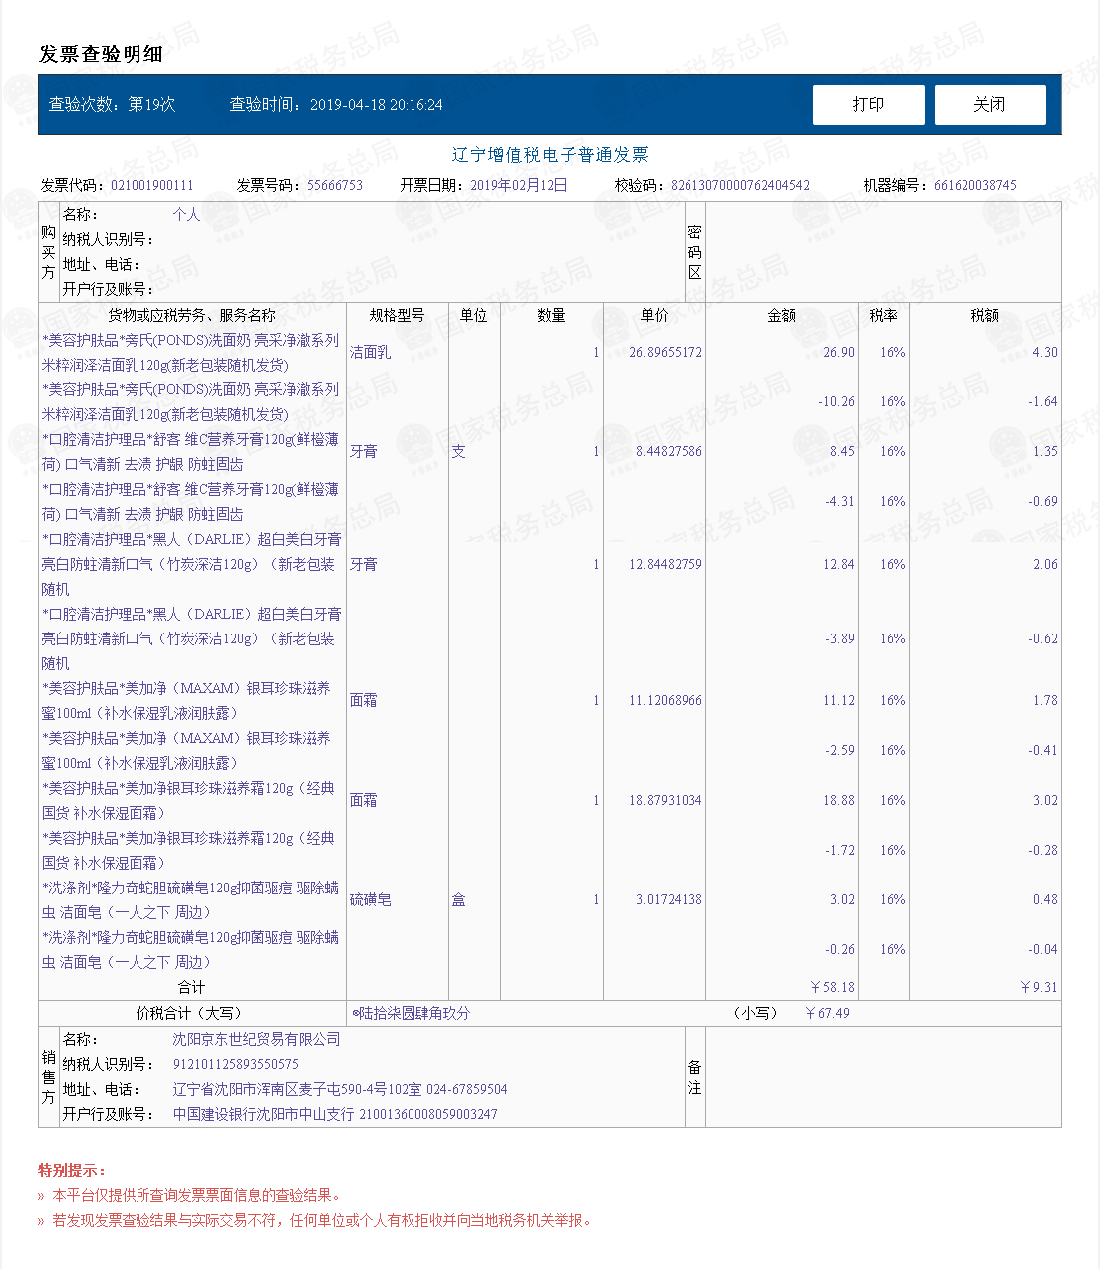 发票查验明细
查验次数：第19次 查验时间：2019-04-18 20:16:24 打印 关闭
辽宁增值税电子普通发票
发票代码：021001900111 发票号码：55666753 开票日期：2019年02月12日 校验码：82613070000762404542 机器编号：661620038745
购买方
名称： 个人
纳税人识别号：
地址、电话：
开户行及账号：
密码区
货物或应税劳务、服务名称 规格型号 单位 数量 单价 金额 税率 税额
*美容护肤品*旁氏(PONDS)洗面奶 亮采净澈系列
米粹润泽洁面乳120g(新老包装随机发货) 洁面乳 1 26.89655172 26.90 16% 4.30
*美容护肤品*旁氏(PONDS)洗面奶 亮采净澈系列
米粹润泽洁面乳120g(新老包装随机发货) -10.26 16% -1.64
*口腔清洁护理品*舒客 维C营养牙膏120g(鲜橙薄
荷) 口气清新 去渍 护龈 防蛀固齿 牙膏 支 1 8.44827586 8.45 16% 1.35
*口腔清洁护理品*舒客 维C营养牙膏120g(鲜橙薄
荷) 口气清新 去渍 护龈 防蛀固齿 -4.31 16% -0.69
*口腔清洁护理品*黑人（DARLIE）超白美白牙膏
亮白防蛀清新口气（竹炭深洁120g）（新老包装 牙膏 1 12.84482759 12.84 16% 2.06
随机
*口腔清洁护理品*黑人（DARLIE）超白美白牙膏
亮白防蛀清新口气（竹炭深洁120g）（新老包装 -3.89 16% -0.62
随机
*美容护肤品*美加净（MAXAM）银耳珍珠滋养
蜜100ml（补水保湿乳液润肤露） 面霜 1 11.12068966 11.12 16% 1.78
*美容护肤品*美加净（MAXAM）银耳珍珠滋养
蜜100ml（补水保湿乳液润肤露） -2.59 16% -0.41
*美容护肤品*美加净银耳珍珠滋养霜120g（经典
国货 补水保湿面霜） 面霜 1 18.87931034 18.88 16% 3.02
*美容护肤品*美加净银耳珍珠滋养霜120g（经典
国货 补水保湿面霜） -1.72 16% -0.28
*洗涤剂*隆力奇蛇胆硫磺皂120g抑菌驱痘 驱除螨
虫 洁面皂（一人之下 周边） 硫磺皂 盒 1 3.01724138 3.02 16% 0.48
*洗涤剂*隆力奇蛇胆硫磺皂120g抑菌驱痘 驱除螨
虫 洁面皂（一人之下 周边） -0.26 16% -0.04
合计 ￥58.18 ￥9.31
价税合计（大写） ⊗陆拾柒圆肆角玖分 （小写） ￥67.49
销售方
名称： 沈阳京东世纪贸易有限公司
纳税人识别号： 912101125893550575
地址、电话： 辽宁省沈阳市浑南区麦子屯590-4号102室 024-67859504
开户行及账号： 中国建设银行沈阳市中山支行 21001360008059003247
备注
特别提示：
» 本平台仅提供所查询发票票面信息的查验结果。
» 若发现发票查验结果与实际交易不符，任何单位或个人有权拒收并向当地税务机关举报。
国家税务总局